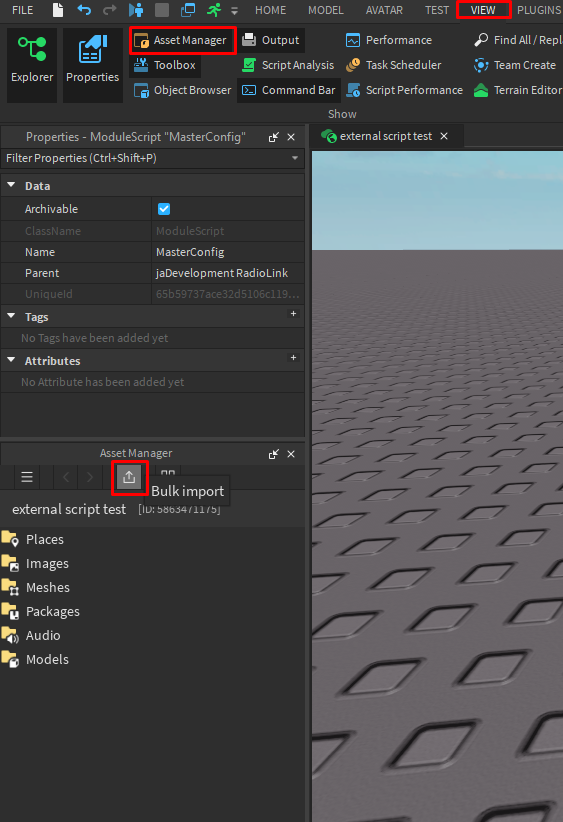 FILE HOME MODEL AVATAR TEST VIEW PLUGINS
Explorer
Properties
Asset Manager Output Performance Find All / Repl
Toolbox Script Analysis Task Scheduler Team Create
Object Browser Command Bar Script Performance Terrain Editor
Show
Properties - ModuleScript "MasterConfig"
external script test
Filter Properties (Ctrl+Shift+P)
Data
Archivable
ClassName ModuleScript
Name MasterConfig
Parent jaDevelopment RadioLink
UniqueId 65b59737ace32d5106c119...
Tags +
No Tags have been added yet
Attributes +
No Attribute has been added yet
Asset Manager
Bulk import
external script test [ID: 5863471175]
Places
Images
Meshes
Packages
Audio
Models